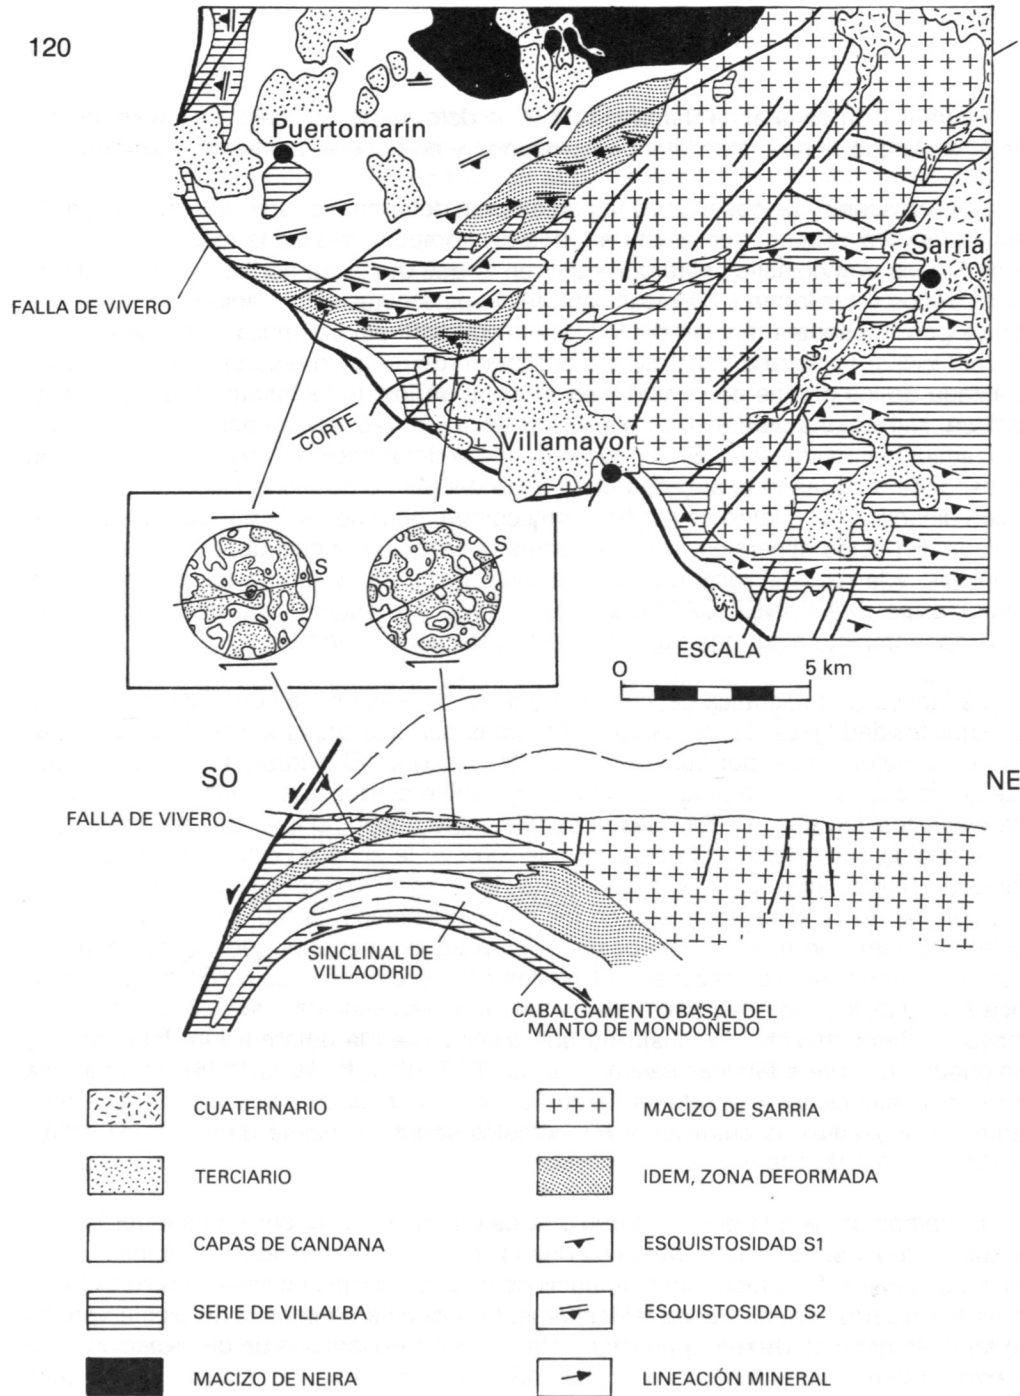 120
Puertomarín
Sarriá
FALLA DE VIVERO
CORTE
Villamayor
S
S
ESCALA
0 5 km
SO
NE
FALLA DE VIVERO
SINCLINAL DE
VILLAODRID
CABALGAMENTO BASAL DEL
MANTO DE MONDOÑEDO
CUATERNARIO
MACIZO DE SARRIA
TERCIARIO
IDEM, ZONA DEFORMADA
CAPAS DE CANDANA
ESQUISTOSIDAD S1
SERIE DE VILLALBA
ESQUISTOSIDAD S2
MACIZO DE NEIRA
LINEACIÓN MINERAL